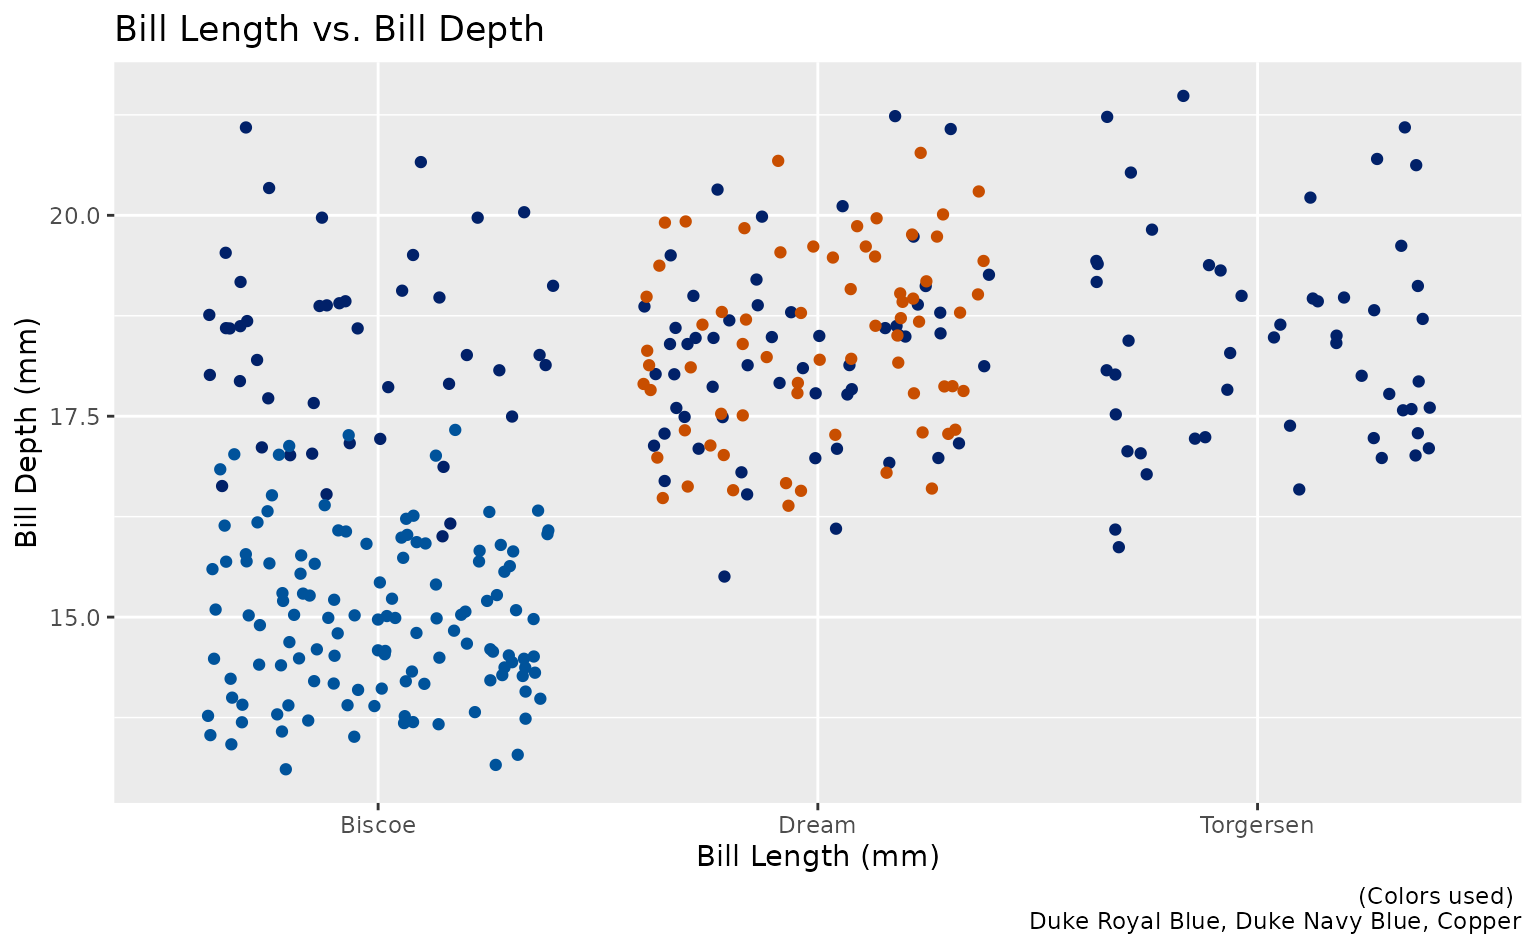 Bill Length vs. Bill Depth
Bill Depth (mm)
20.0
17.5
15.0
Biscoe Dream Torgersen
Bill Length (mm)
(Colors used)
Duke Royal Blue, Duke Navy Blue, Copper